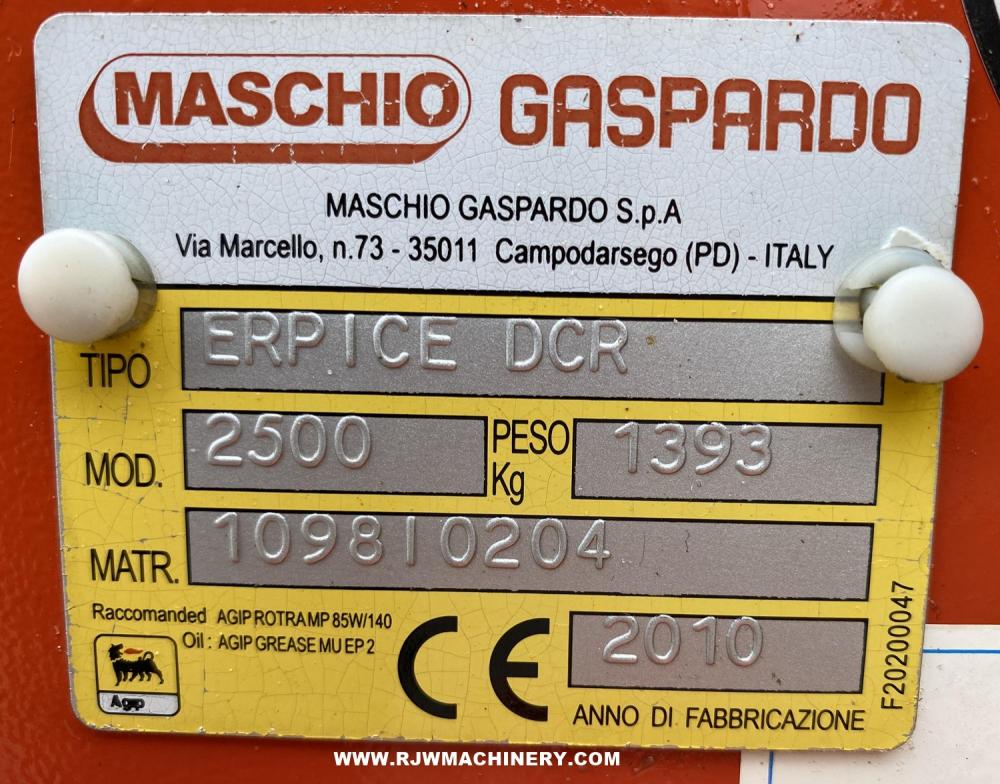 MASCHIO GASPARDO
MASCHIO GASPARDO S.p.A
Via Marcello, n.73 - 35011 Campodarsego (PD) - ITALY
TIPO ERPICE DCR
MOD. 2500 PESO Kg 1393
MATR. 1098I0204
Raccomanded AGIP ROTRA MP 85W/140
Oil : AGIP GREASE MU EP 2
Agip
CE 2010
ANNO DI FABBRICAZIONE
F20200047
WWW.RJWMACHINERY.COM